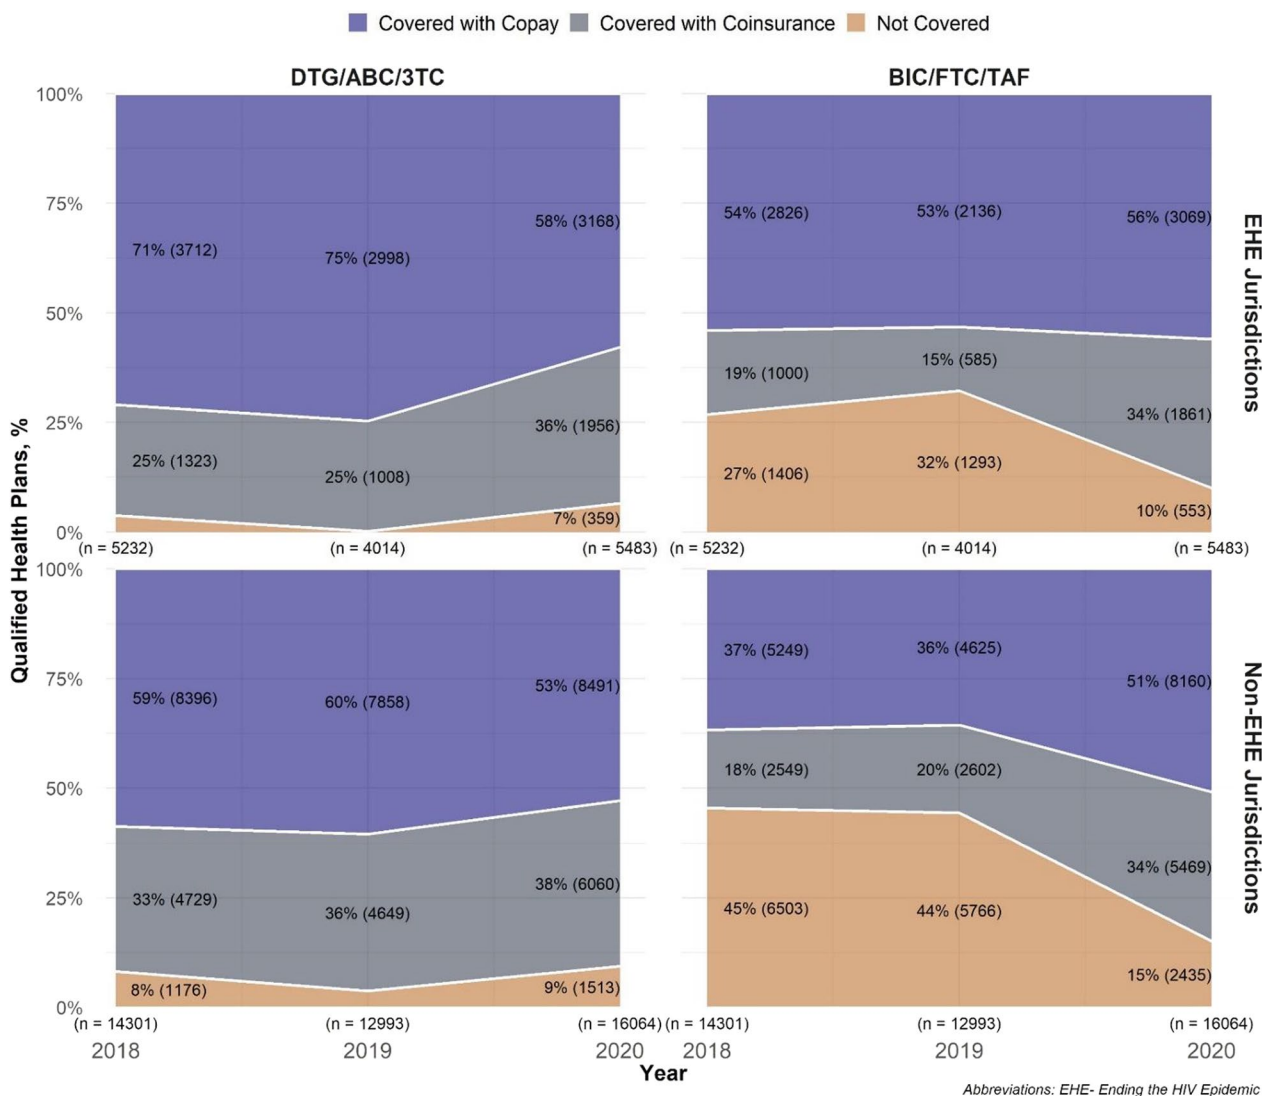 Covered with Copay Covered with Coinsurance Not Covered
DTG/ABC/3TC BIC/FTC/TAF
Qualified Health Plans, %
EHE Jurisdictions
100%
75%
50%
25%
0%
71% (3712) 75% (2998) 58% (3168)
25% (1323) 25% (1008) 36% (1956)
7% (359)
(n = 5232) (n = 4014) (n = 5483)
54% (2826) 53% (2136) 56% (3069)
19% (1000) 15% (585) 34% (1861)
27% (1406) 32% (1293) 10% (553)
(n = 5232) (n = 4014) (n = 5483)
Non-EHE Jurisdictions
100%
75%
50%
25%
0%
59% (8396) 60% (7858) 53% (8491)
33% (4729) 36% (4649) 38% (6060)
8% (1176) 9% (1513)
(n = 14301) (n = 12993) (n = 16064)
2018 2019 2020
37% (5249) 36% (4625) 51% (8160)
18% (2549) 20% (2602) 34% (5469)
45% (6503) 44% (5766) 15% (2435)
(n = 14301) (n = 12993) (n = 16064)
2018 2019 2020
Year
Abbreviations: EHE- Ending the HIV Epidemic